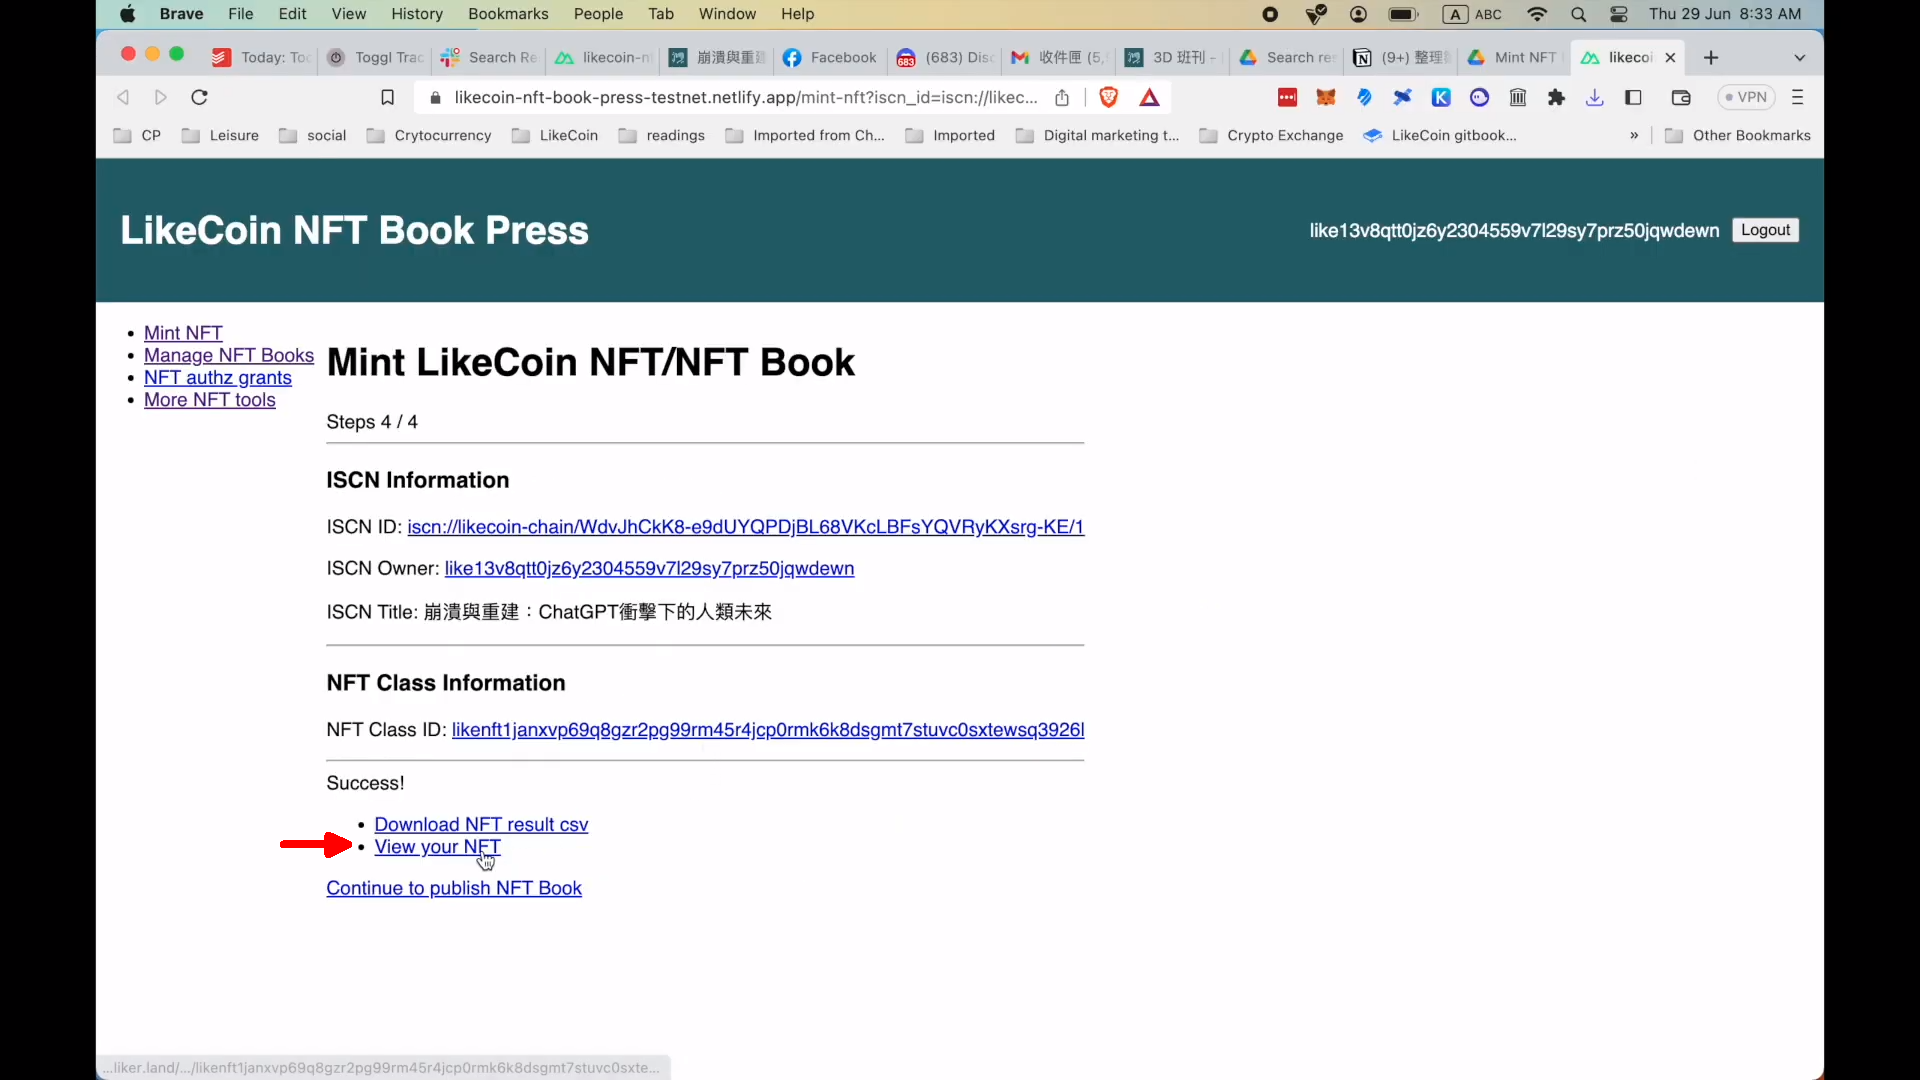 Brave File Edit View History Bookmarks People Tab Window Help
A ABC Thu 29 Jun 8:33 AM
Today: To Toggl Trac Search Re likecoin-n 崩潰與重建 Facebook (683) Disc 收件匣 (5, 3D 班刊 - Search res (9+) 整理 Mint NFT likecoi
likecoin-nft-book-press-testnet.netlify.app/mint-nft?iscn_id=iscn://likec... VPN
CP Leisure social Crytocurrency LikeCoin readings Imported from Ch... Imported Digital marketing t... Crypto Exchange LikeCoin gitbook... » Other Bookmarks
LikeCoin NFT Book Press
like13v8qtt0jz6y2304559v7l29sy7prz50jqwdewn Logout
Mint NFT
Manage NFT Books
NFT authz grants
More NFT tools
Mint LikeCoin NFT/NFT Book
Steps 4 / 4
ISCN Information
ISCN ID: iscn://likecoin-chain/WdvJhCkK8-e9dUYQPDjBL68VKcLBFsYQVRyKXsrg-KE/1
ISCN Owner: like13v8qtt0jz6y2304559v7l29sy7prz50jqwdewn
ISCN Title: 崩潰與重建：ChatGPT衝擊下的人類未來
NFT Class Information
NFT Class ID: likenft1janxvp69q8gzr2pg99rm45r4jcp0rmk6k8dsgmt7stuvc0sxtewsq3926l
Success!
Download NFT result csv
View your NFT
Continue to publish NFT Book
...liker.land/.../likenft1janxvp69q8gzr2pg99rm45r4jcp0rmk6k8dsgmt7stuvc0sxte...